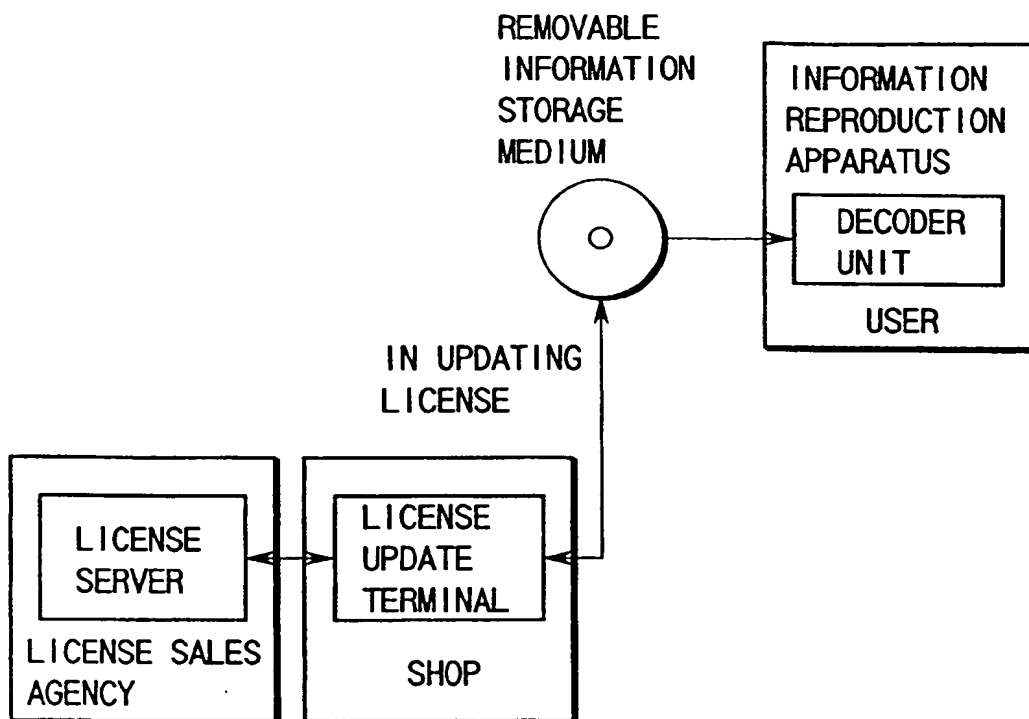 REMOVABLE
INFORMATION
STORAGE
MEDIUM
INFORMATION
REPRODUCTION
APPARATUS
DECODER
UNIT
USER
IN UPDATING
LICENSE
LICENSE
SERVER
LICENSE SALES
AGENCY
LICENSE
UPDATE
TERMINAL
SHOP